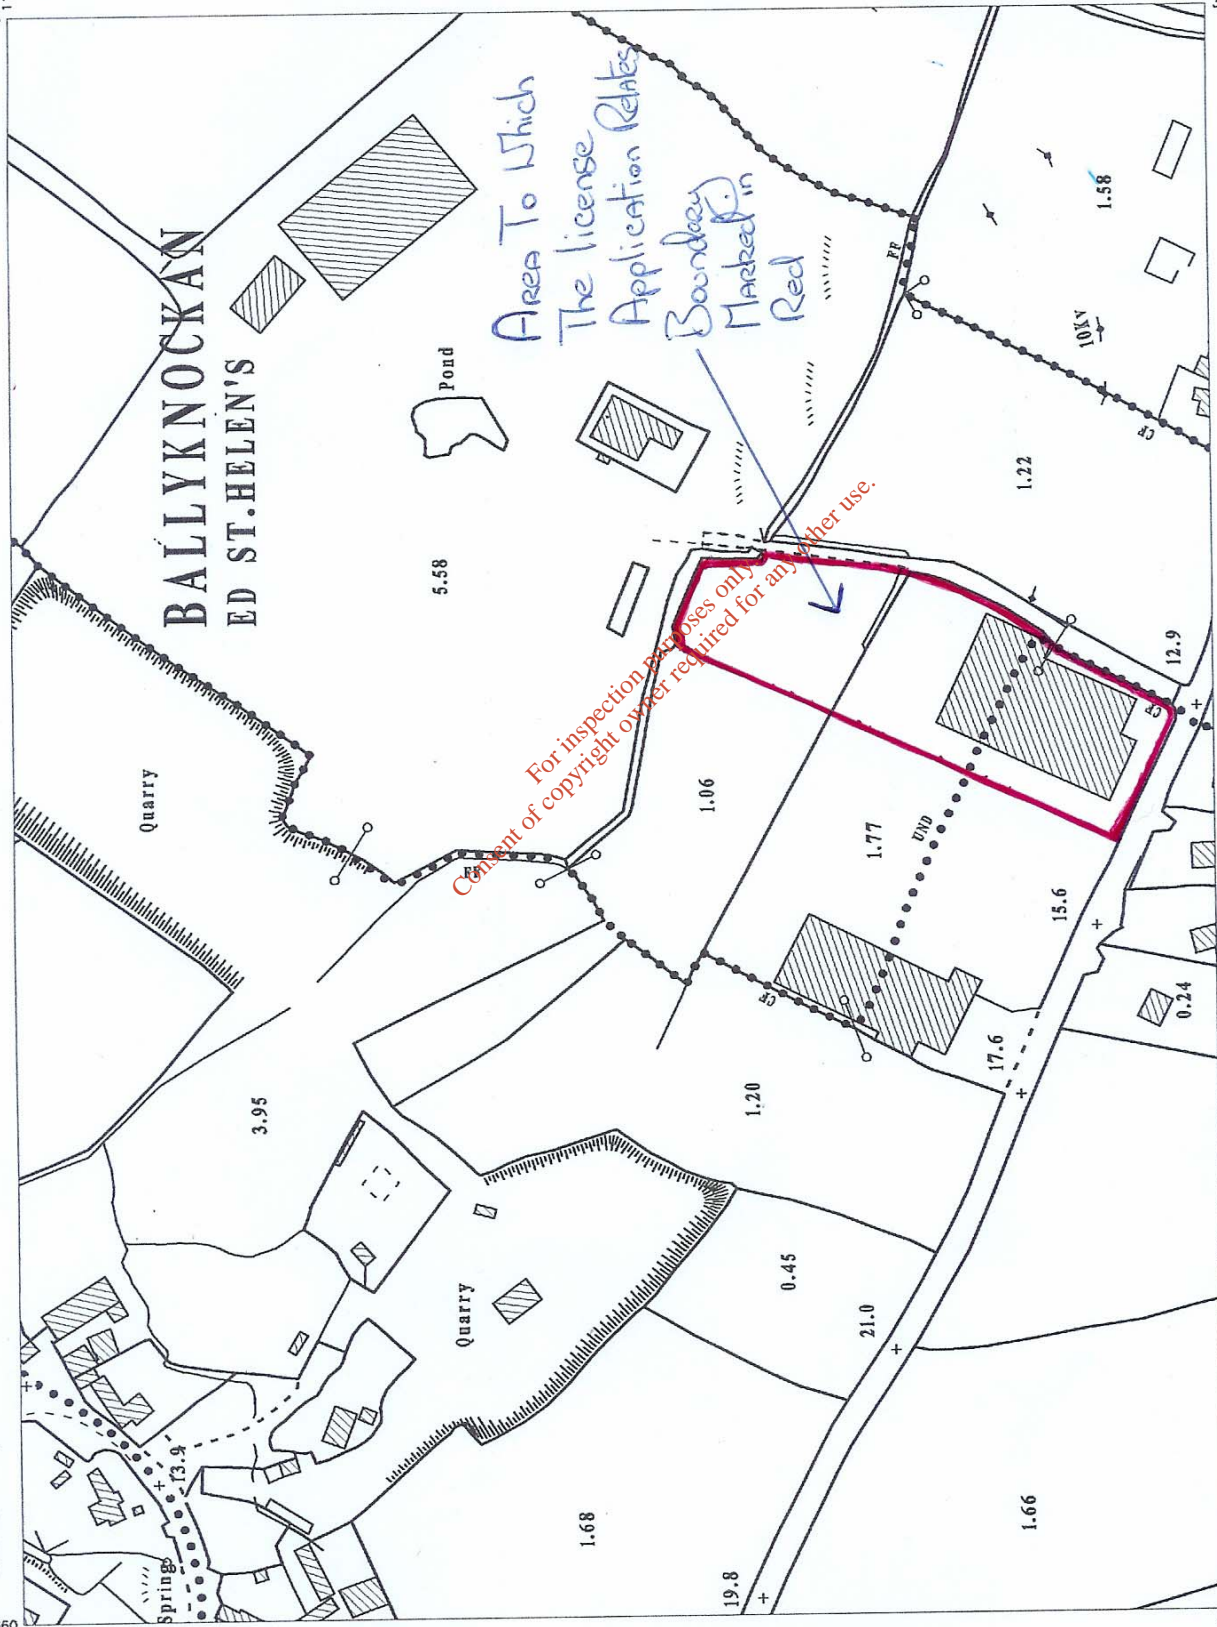 BALLYKNOCKAN
ED ST.HELEN'S
Area To Which
The license
Application Relates
Boundary
Marked in
Red
Pond
Quarry
5.58
FF
10Kv
1.58
CR
1.22
12.9
CR
1.06
1.77
UND
15.6
CR
17.6
0.24
FF
3.95
1.20
Quarry
0.45
21.0
13.9
Spring
1.68
19.8
1.66
For inspection purposes only.
Consent of copyright owner required for any other use.